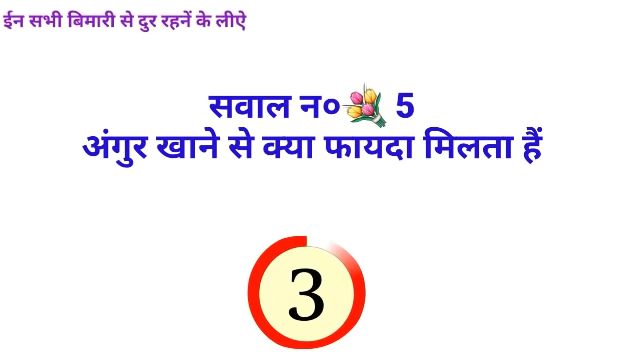 ईन सभी बिमारी से दुर रहनें के लीऐ
सवाल न० 5
अंगुर खाने से क्या फायदा मिलता हैं
3